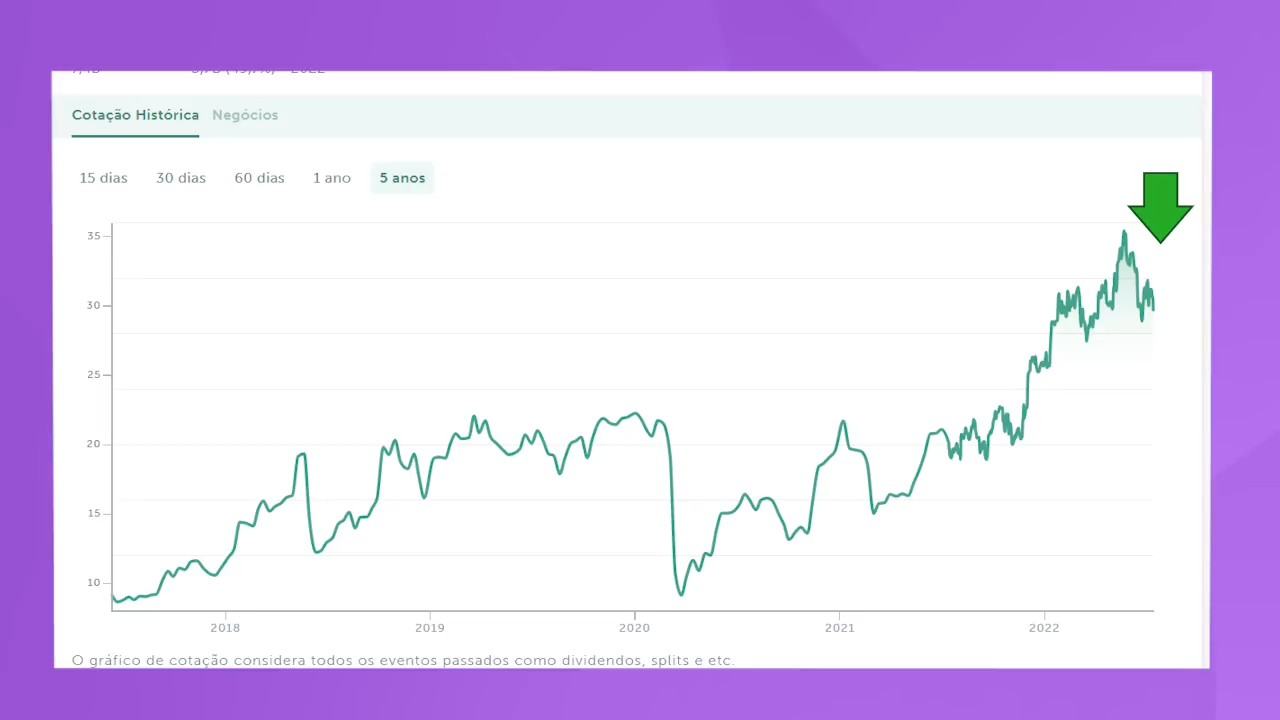 Cotação Histórica Negócios
15 dias 30 dias 60 dias 1 ano 5 anos
35
30
25
20
15
10
2018 2019 2020 2021 2022
O gráfico de cotação considera todos os eventos passados como dividendos, splits e etc.